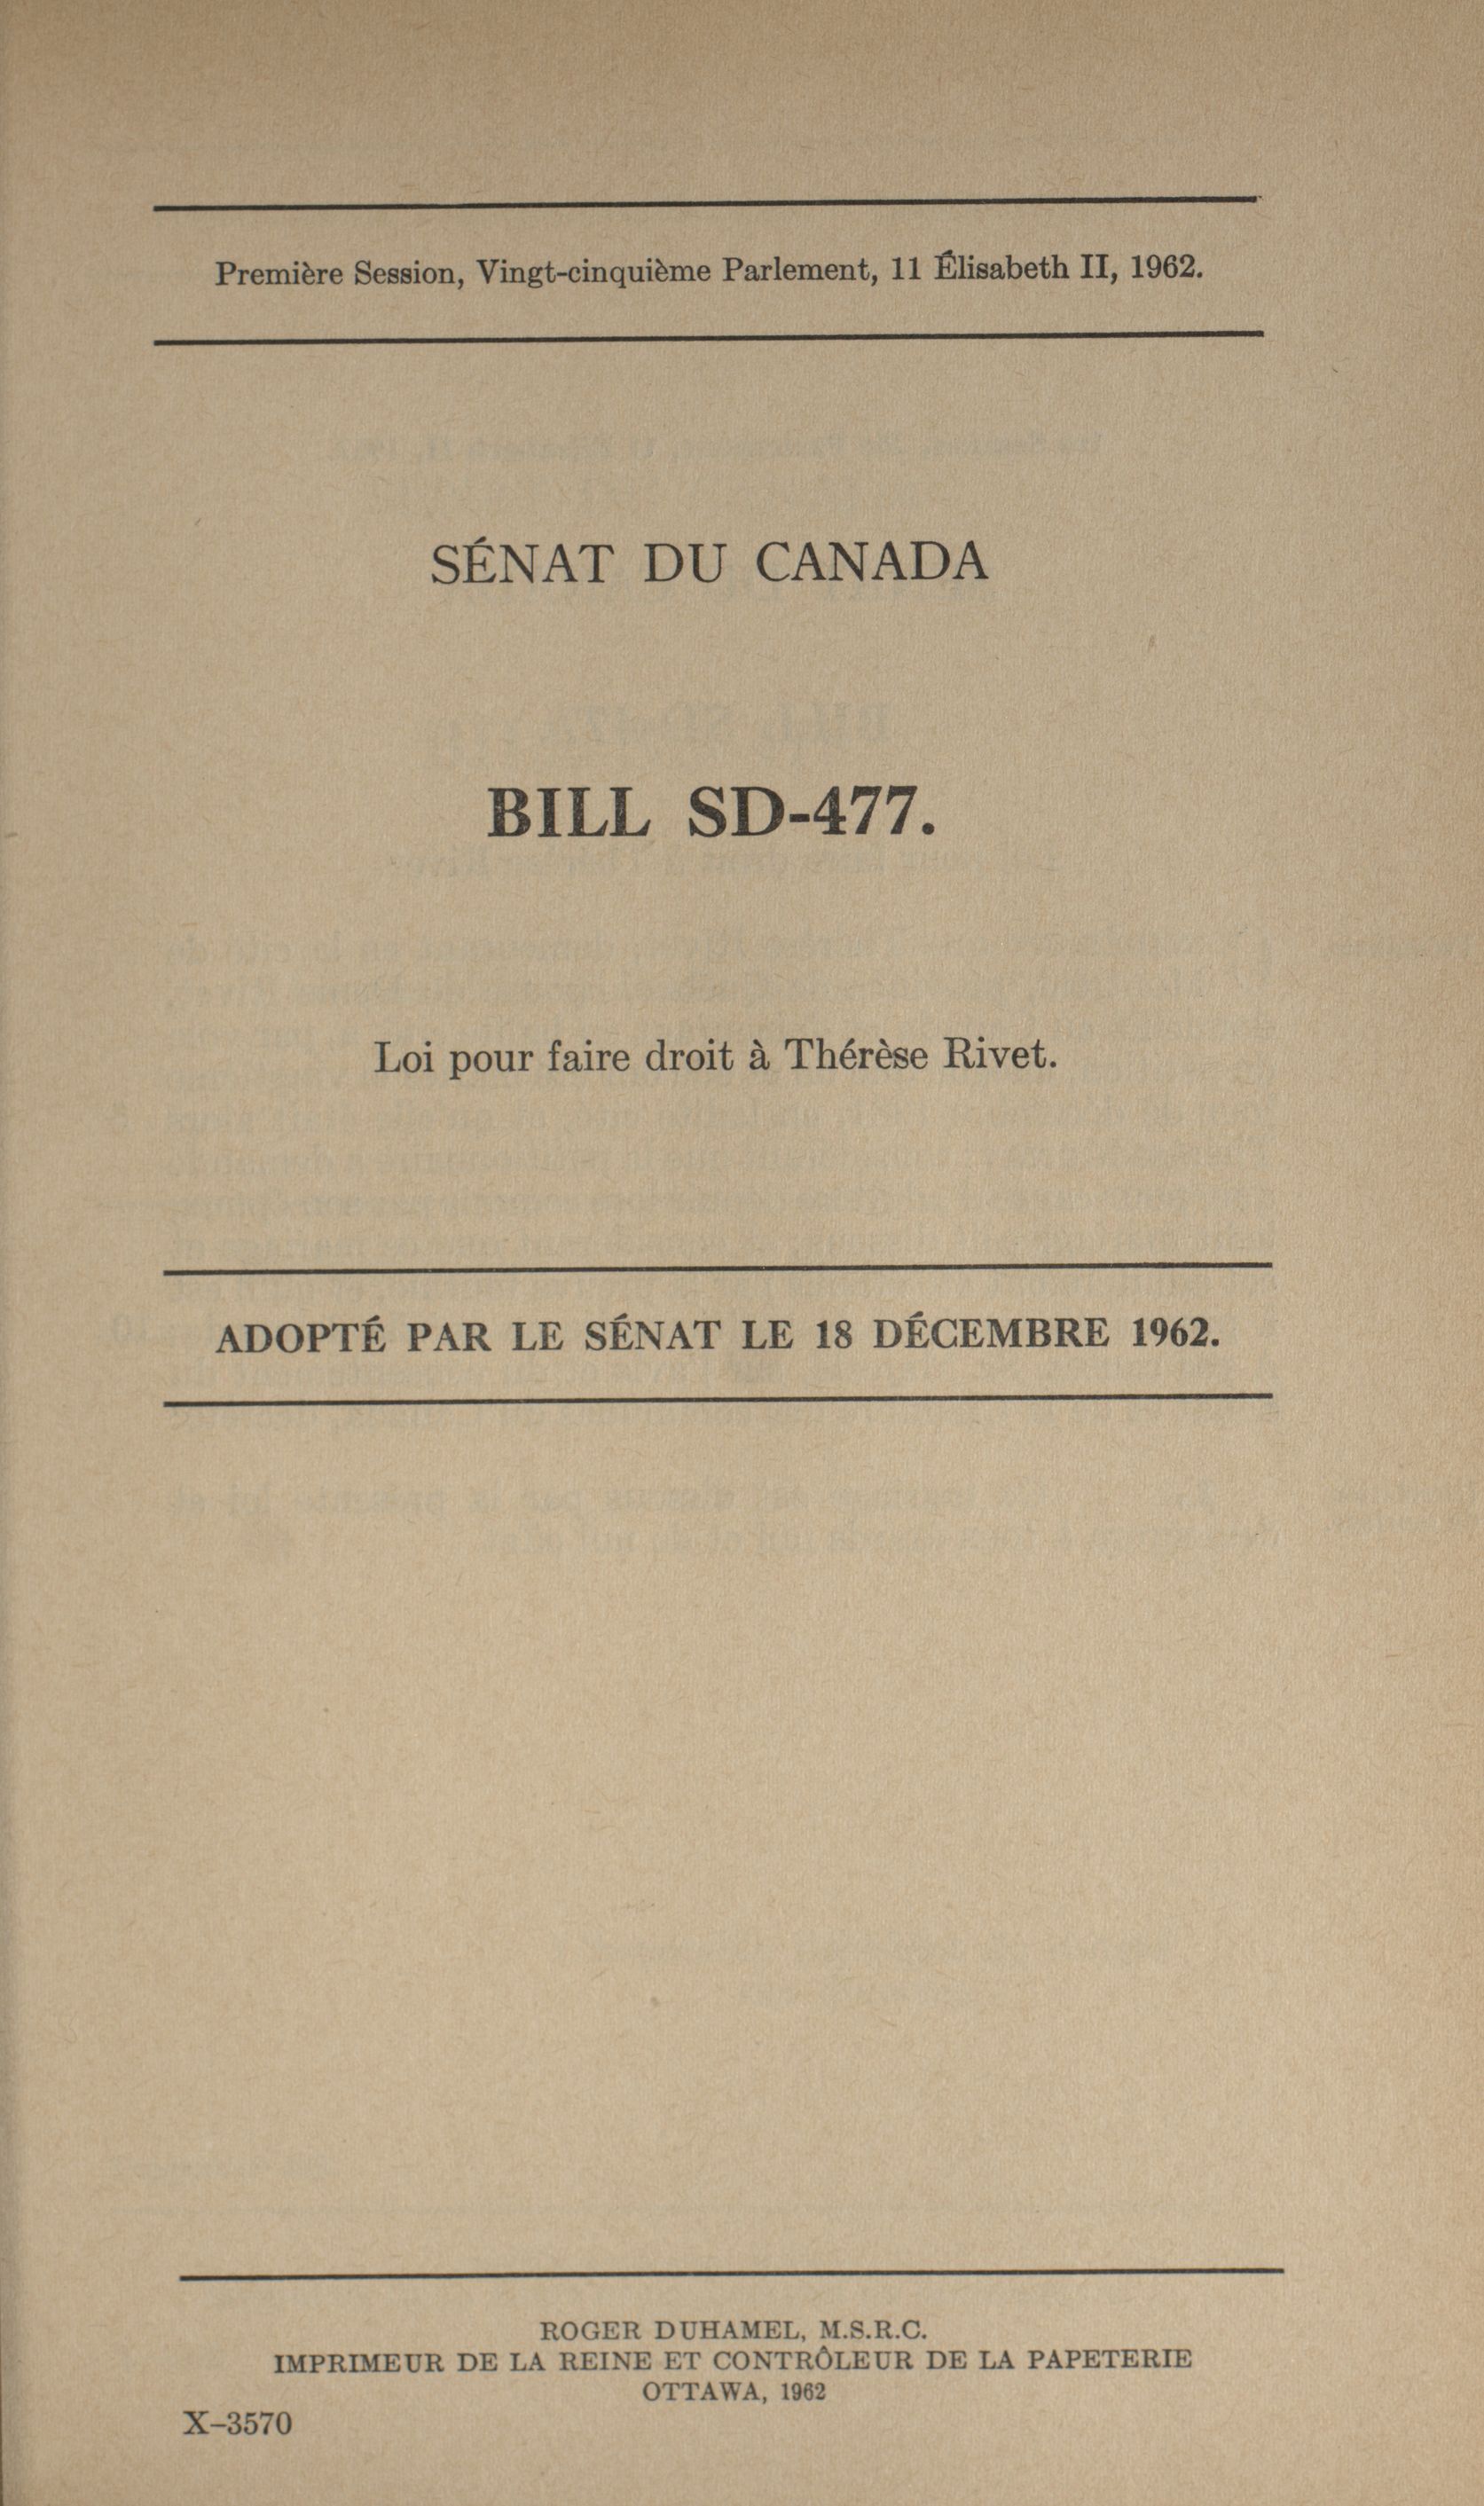 Première Session, Vingt-cinquième Parlement, 11 Élisabeth II, 1962.
SÉNAT DU CANADA
BILL SD-477.
Loi pour faire droit à Thérèse Rivet.
ADOPTÉ PAR LE SÉNAT LE 18 DÉCEMBRE 1962.
ROGER DUHAMEL, M.S.R.C.
IMPRIMEUR DE LA REINE ET CONTRÔLEUR DE LA PAPETERIE
OTTAWA, 1962
X-3570